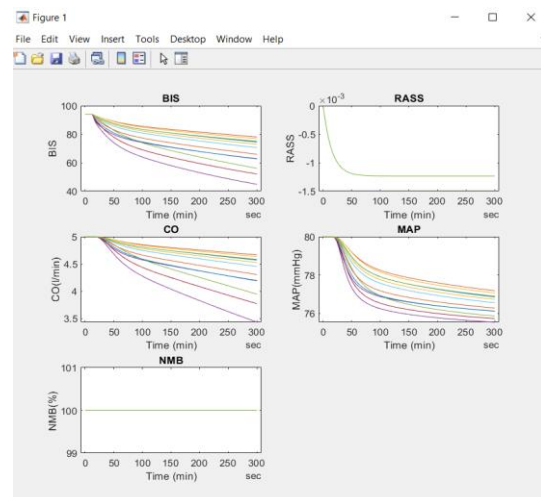 Figure 1
File Edit View Insert Tools Desktop Window Help
BIS
100
80
60
40
BIS
0 50 100 150 200 250 300
Time (min) sec
RASS
×10⁻³
0
-0.5
-1
-1.5
RASS
0 50 100 150 200 250 300
Time (min) sec
CO
5
4.5
4
3.5
CO(l/min)
0 50 100 150 200 250 300
Time (min) sec
MAP
80
78
76
MAP(mmHg)
0 50 100 150 200 250 300
Time (min) sec
NMB
101
100
99
NMB(%)
0 50 100 150 200 250 300
Time (min) sec